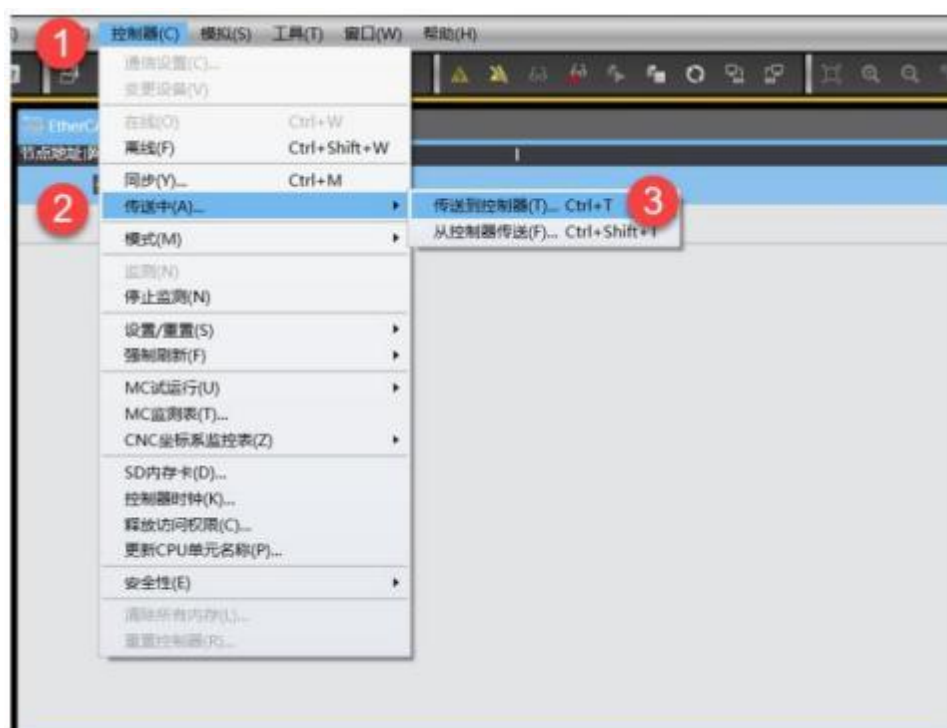 1
控制器(C) 模拟(S) 工具(T) 窗口(W) 帮助(H)
通信设置(C)...
变更设备(V)
EtherCA
在线(O) Ctrl+W
节点地址|网
离线(F) Ctrl+Shift+W
同步(Y)... Ctrl+M
2
传送中(A)...
传送到控制器(T)... Ctrl+T
3
从控制器传送(F)... Ctrl+Shift+T
模式(M)
监测(N)
停止监测(N)
设置/重置(S)
强制刷新(F)
MC试运行(U)
MC监测表(T)...
CNC坐标系监控表(Z)
SD内存卡(D)...
控制器时钟(K)...
释放访问权限(C)...
更新CPU单元名称(P)...
安全性(E)
清除所有内存(L)...
重置控制器(R)...